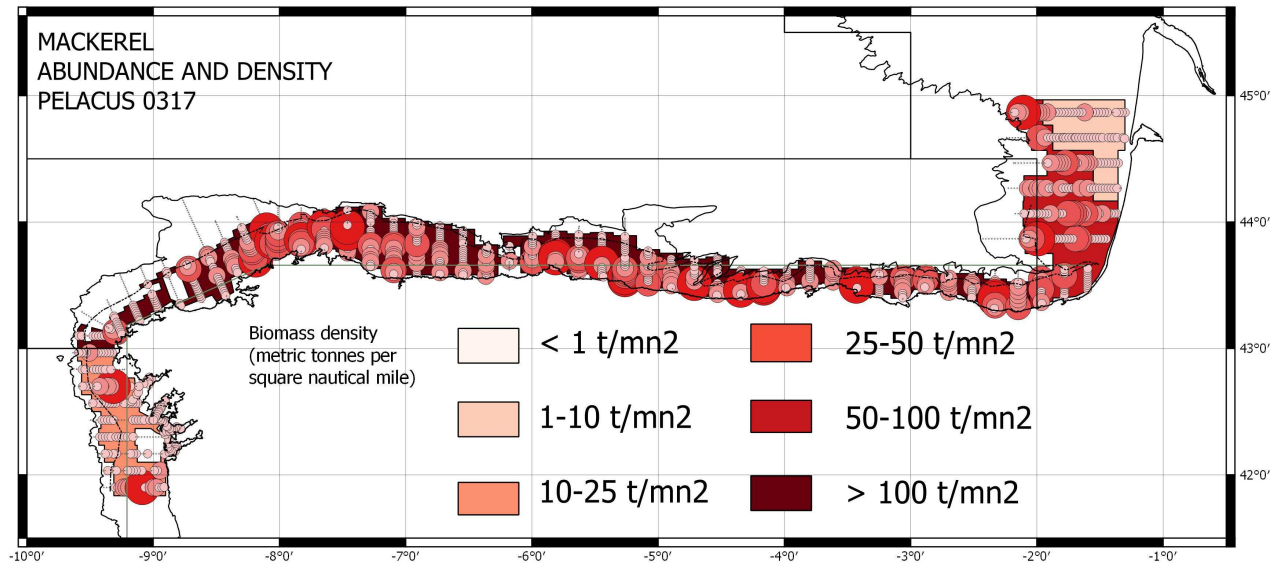 MACKEREL
ABUNDANCE AND DENSITY
PELACUS 0317
45°0'
44°0'
43°0'
42°0'
Biomass density
(metric tonnes per
square nautical mile)
< 1 t/mn2
25-50 t/mn2
1-10 t/mn2
50-100 t/mn2
10-25 t/mn2
> 100 t/mn2
-10°0' -9°0' -8°0' -7°0' -6°0' -5°0' -4°0' -3°0' -2°0' -1°0'